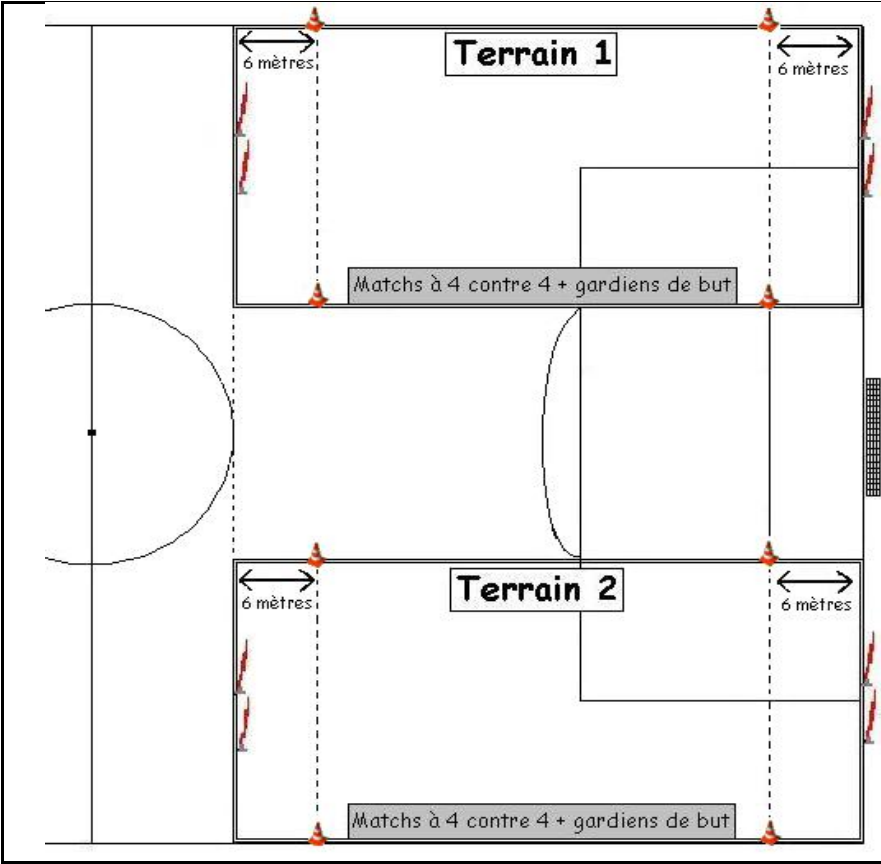 Terrain 1
6 mètres
6 mètres
Matchs à 4 contre 4 + gardiens de but
Terrain 2
6 mètres
6 mètres
Matchs à 4 contre 4 + gardiens de but